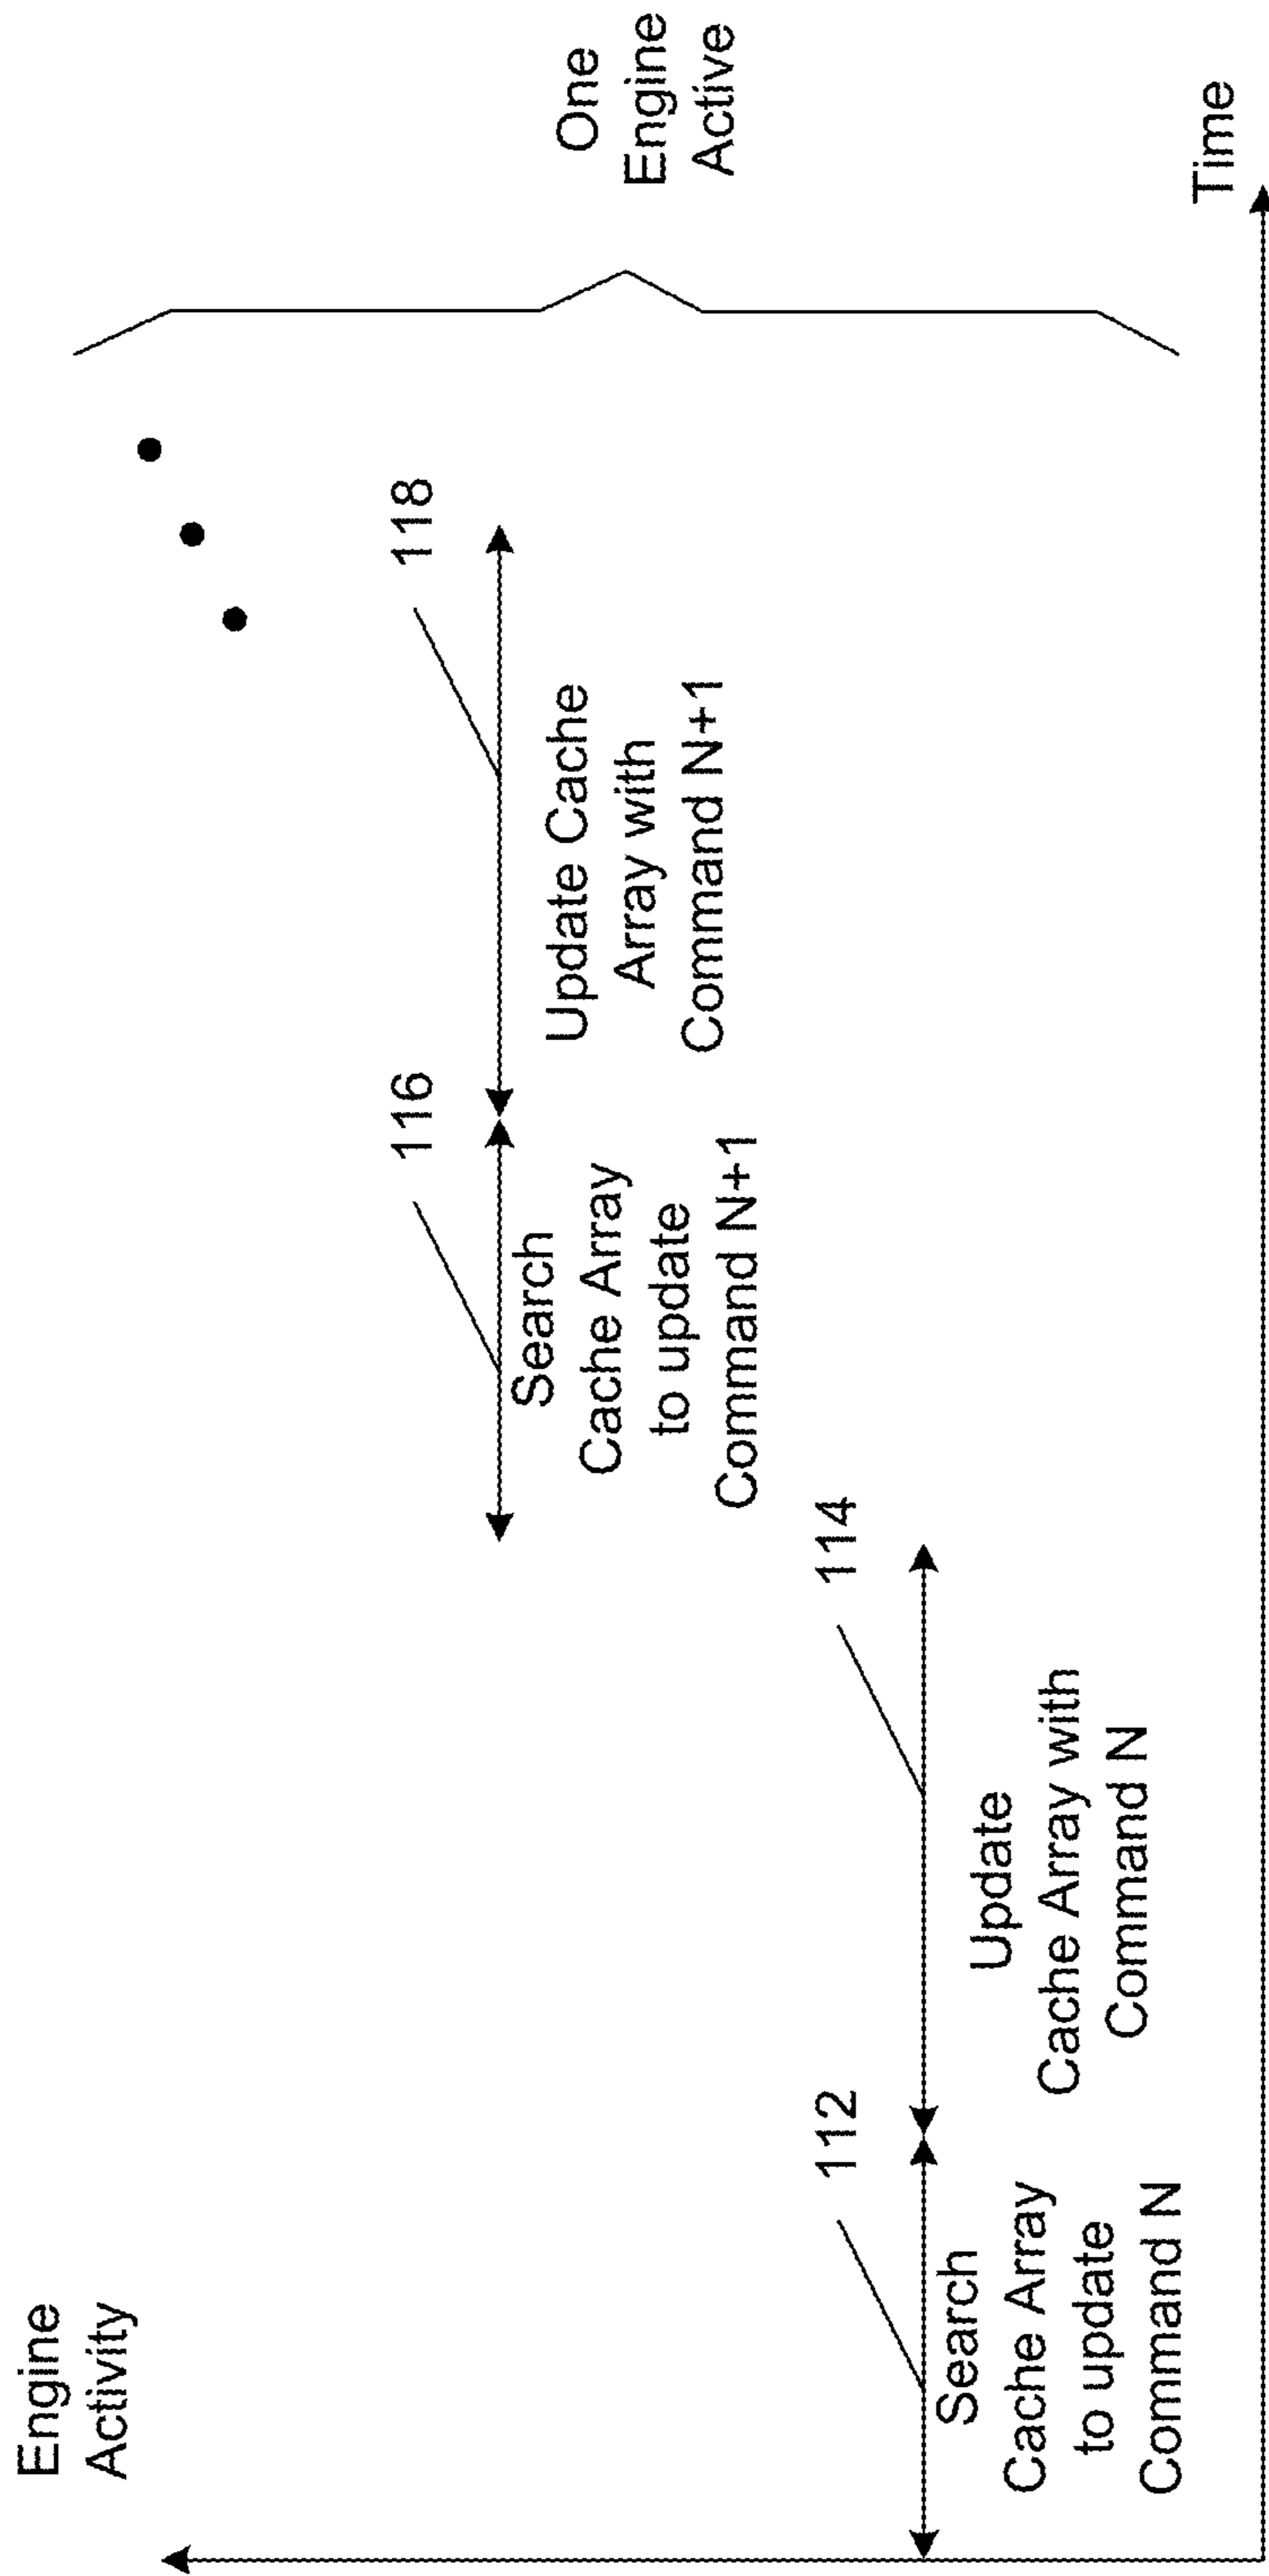 Engine
Activity
One
Engine
Active
116
118
Search
Cache Array
to update
Command N+1
Update Cache
Array with
Command N+1
112
114
Search
Cache Array
to update
Command N
Update
Cache Array with
Command N
Time